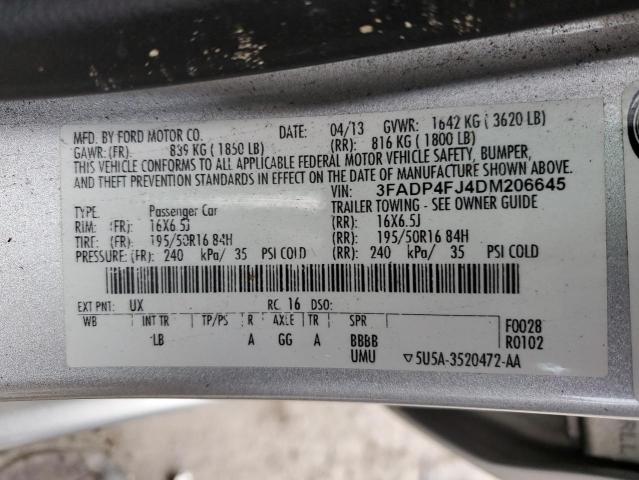 MFD. BY FORD MOTOR CO. DATE: 04/13 GVWR: 1642 KG ( 3620 LB)
GAWR: (FR): 839 KG ( 1850 LB) (RR): 816 KG ( 1800 LB)
THIS VEHICLE CONFORMS TO ALL APPLICABLE FEDERAL MOTOR VEHICLE SAFETY, BUMPER,
AND THEFT PREVENTION STANDARDS IN EFFECT ON THE
DATE OF MANUFACTURE SHOWN ABOVE.
VIN: 3FADP4FJ4DM206645
TYPE: Passenger Car TRAILER TOWING - SEE OWNER GUIDE
RIM: (FR): 16X6.5J (RR): 16X6.5J
TIRE: (FR): 195/50R16 84H (RR): 195/50R16 84H
PRESSURE: (FR): 240 kPa/ 35 PSI COLD (RR): 240 kPa/ 35 PSI COLD
EXT PNT: UX RC: 16 DSO:
WB INT TR TP/PS R AXLE TR SPR F0028
LB A GG A BBBB R0102
UMU ▽5U5A-3520472-AA